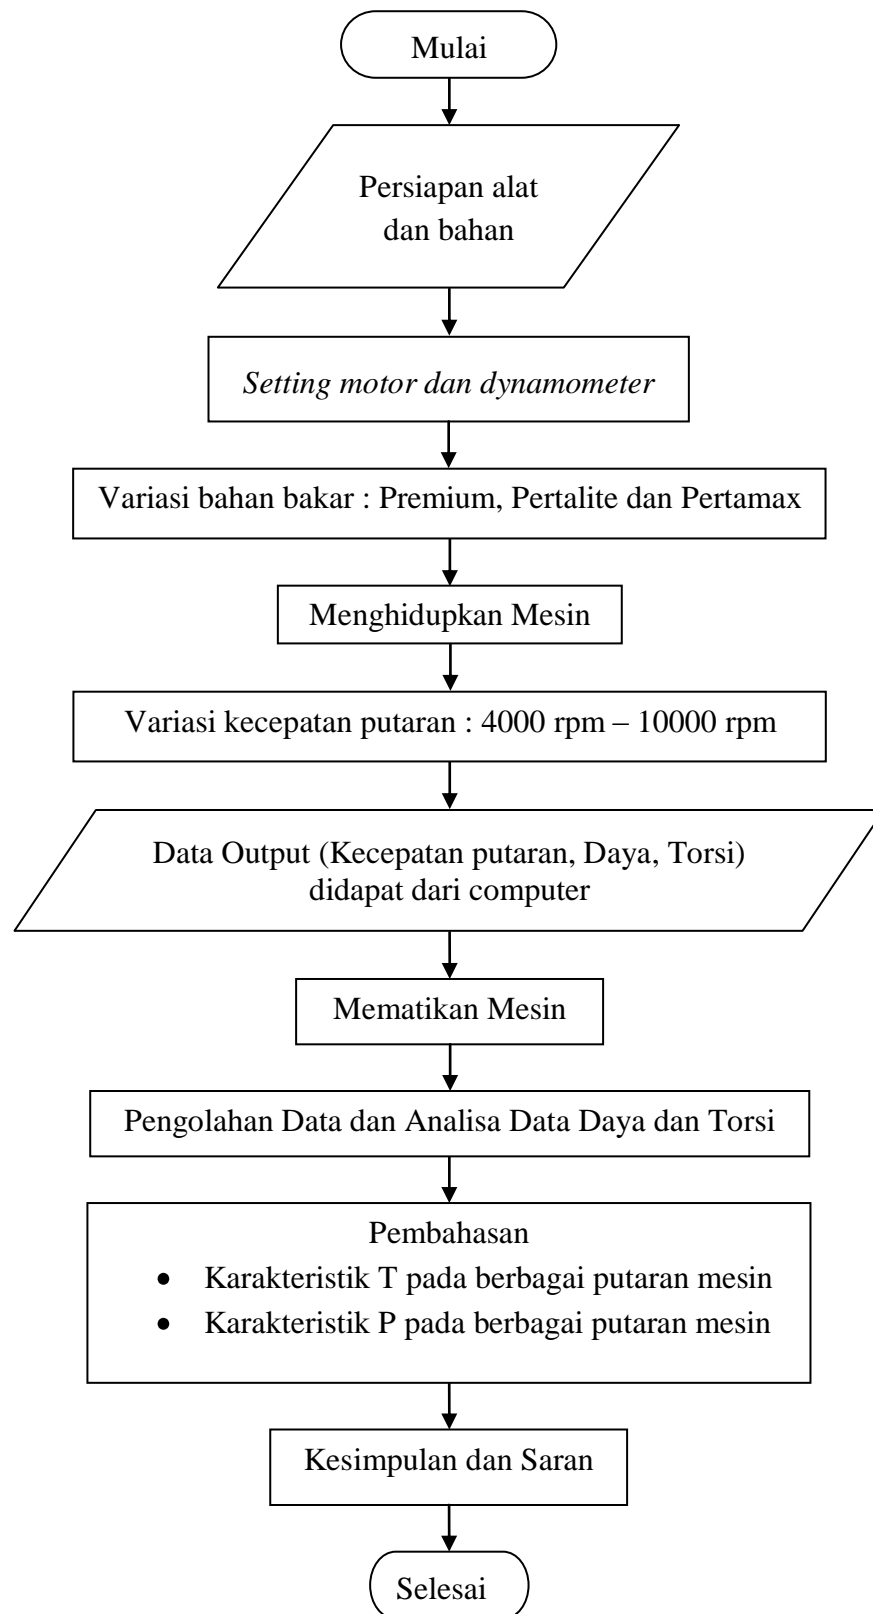 Mulai
Persiapan alat
dan bahan
Setting motor dan dynamometer
Variasi bahan bakar : Premium, Pertalite dan Pertamax
Menghidupkan Mesin
Variasi kecepatan putaran : 4000 rpm – 10000 rpm
Data Output (Kecepatan putaran, Daya, Torsi)
didapat dari computer
Mematikan Mesin
Pengolahan Data dan Analisa Data Daya dan Torsi
Pembahasan
• Karakteristik T pada berbagai putaran mesin
• Karakteristik P pada berbagai putaran mesin
Kesimpulan dan Saran
Selesai